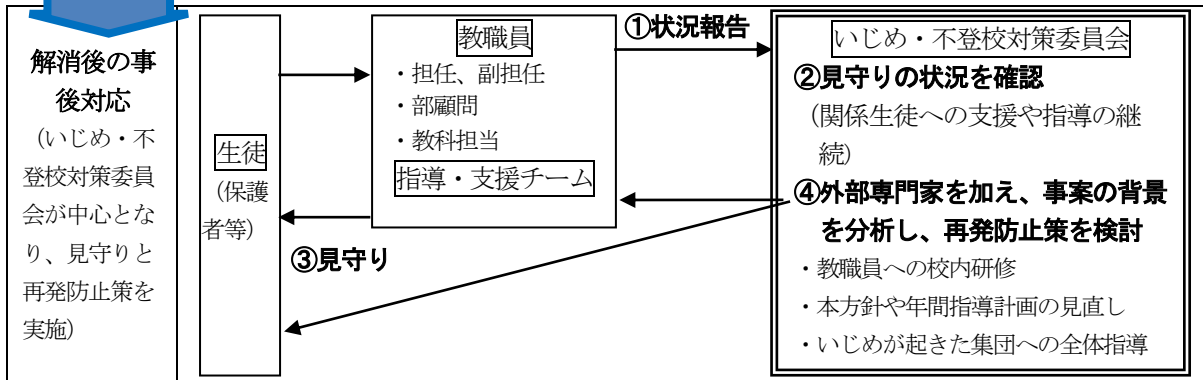 解消後の事
後対応
(いじめ・不
登校対策委員
会が中心とな
り、見守りと
再発防止策を
実施)
生徒
(保護
者等)
教職員
・担任、副担任
・部顧問
・教科担当
指導・支援チーム
①状況報告
③見守り
いじめ・不登校対策委員会
②見守りの状況を確認
(関係生徒への支援や指導の継
続)
④外部専門家を加え、事案の背景
を分析し、再発防止策を検討
・教職員への校内研修
・本方針や年間指導計画の見直し
・いじめが起きた集団への全体指導